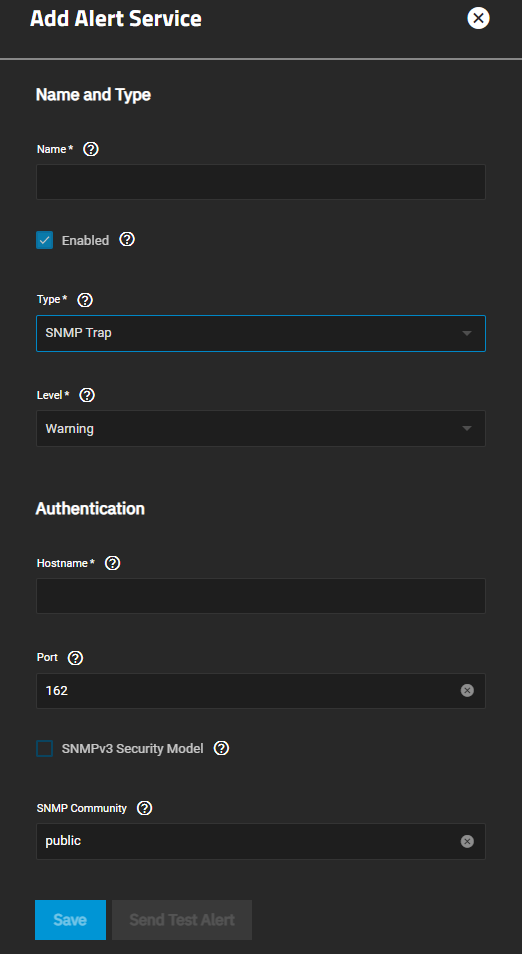 Add Alert Service
Name and Type
Name *
Enabled
Type *
SNMP Trap
Level *
Warning
Authentication
Hostname *
Port
162
SNMPv3 Security Model
SNMP Community
public
Save Send Test Alert